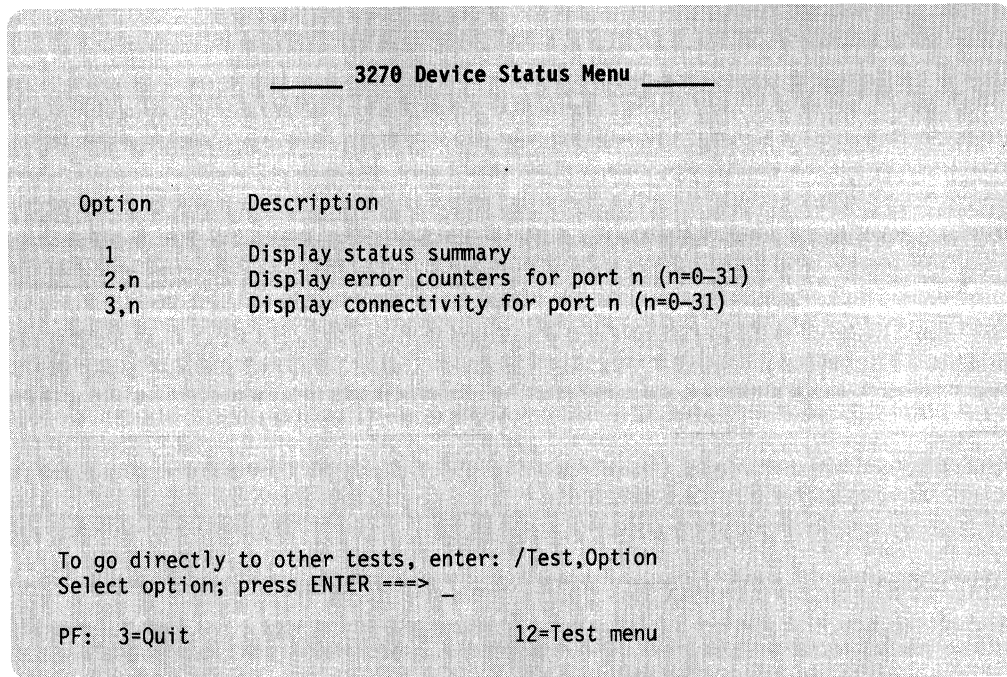 ______ 3270 Device Status Menu ______
Option Description
1 Display status summary
2,n Display error counters for port n (n=0–31)
3,n Display connectivity for port n (n=0–31)
To go directly to other tests, enter: /Test,Option
Select option; press ENTER ===> _
PF: 3=Quit 12=Test menu